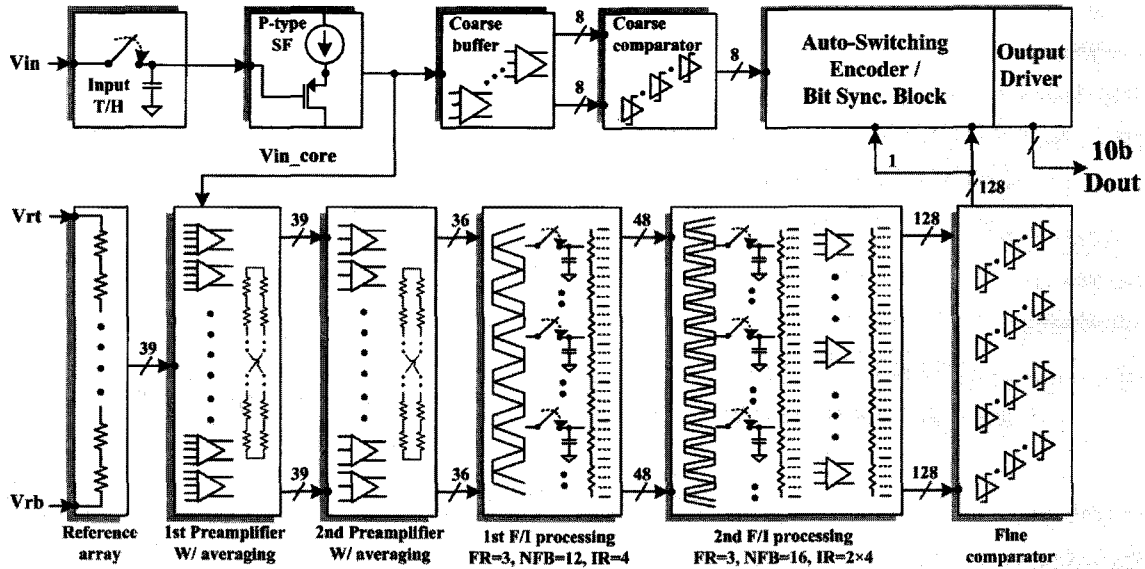 Vin
Input
T/H
P-type
SF
Coarse
buffer
8
8
Coarse
comparator
8
Auto-Switching
Encoder /
Bit Sync. Block
Output
Driver
Vin_core
1
128
10b
Dout
Vrt
Vrb
39
39
39
36
36
48
48
128
128
Reference
array
1st Preamplifier
W/ averaging
2nd Preamplifier
W/ averaging
1st F/I processing
FR=3, NFB=12, IR=4
2nd F/I processing
FR=3, NFB=16, IR=2×4
Fine
comparator